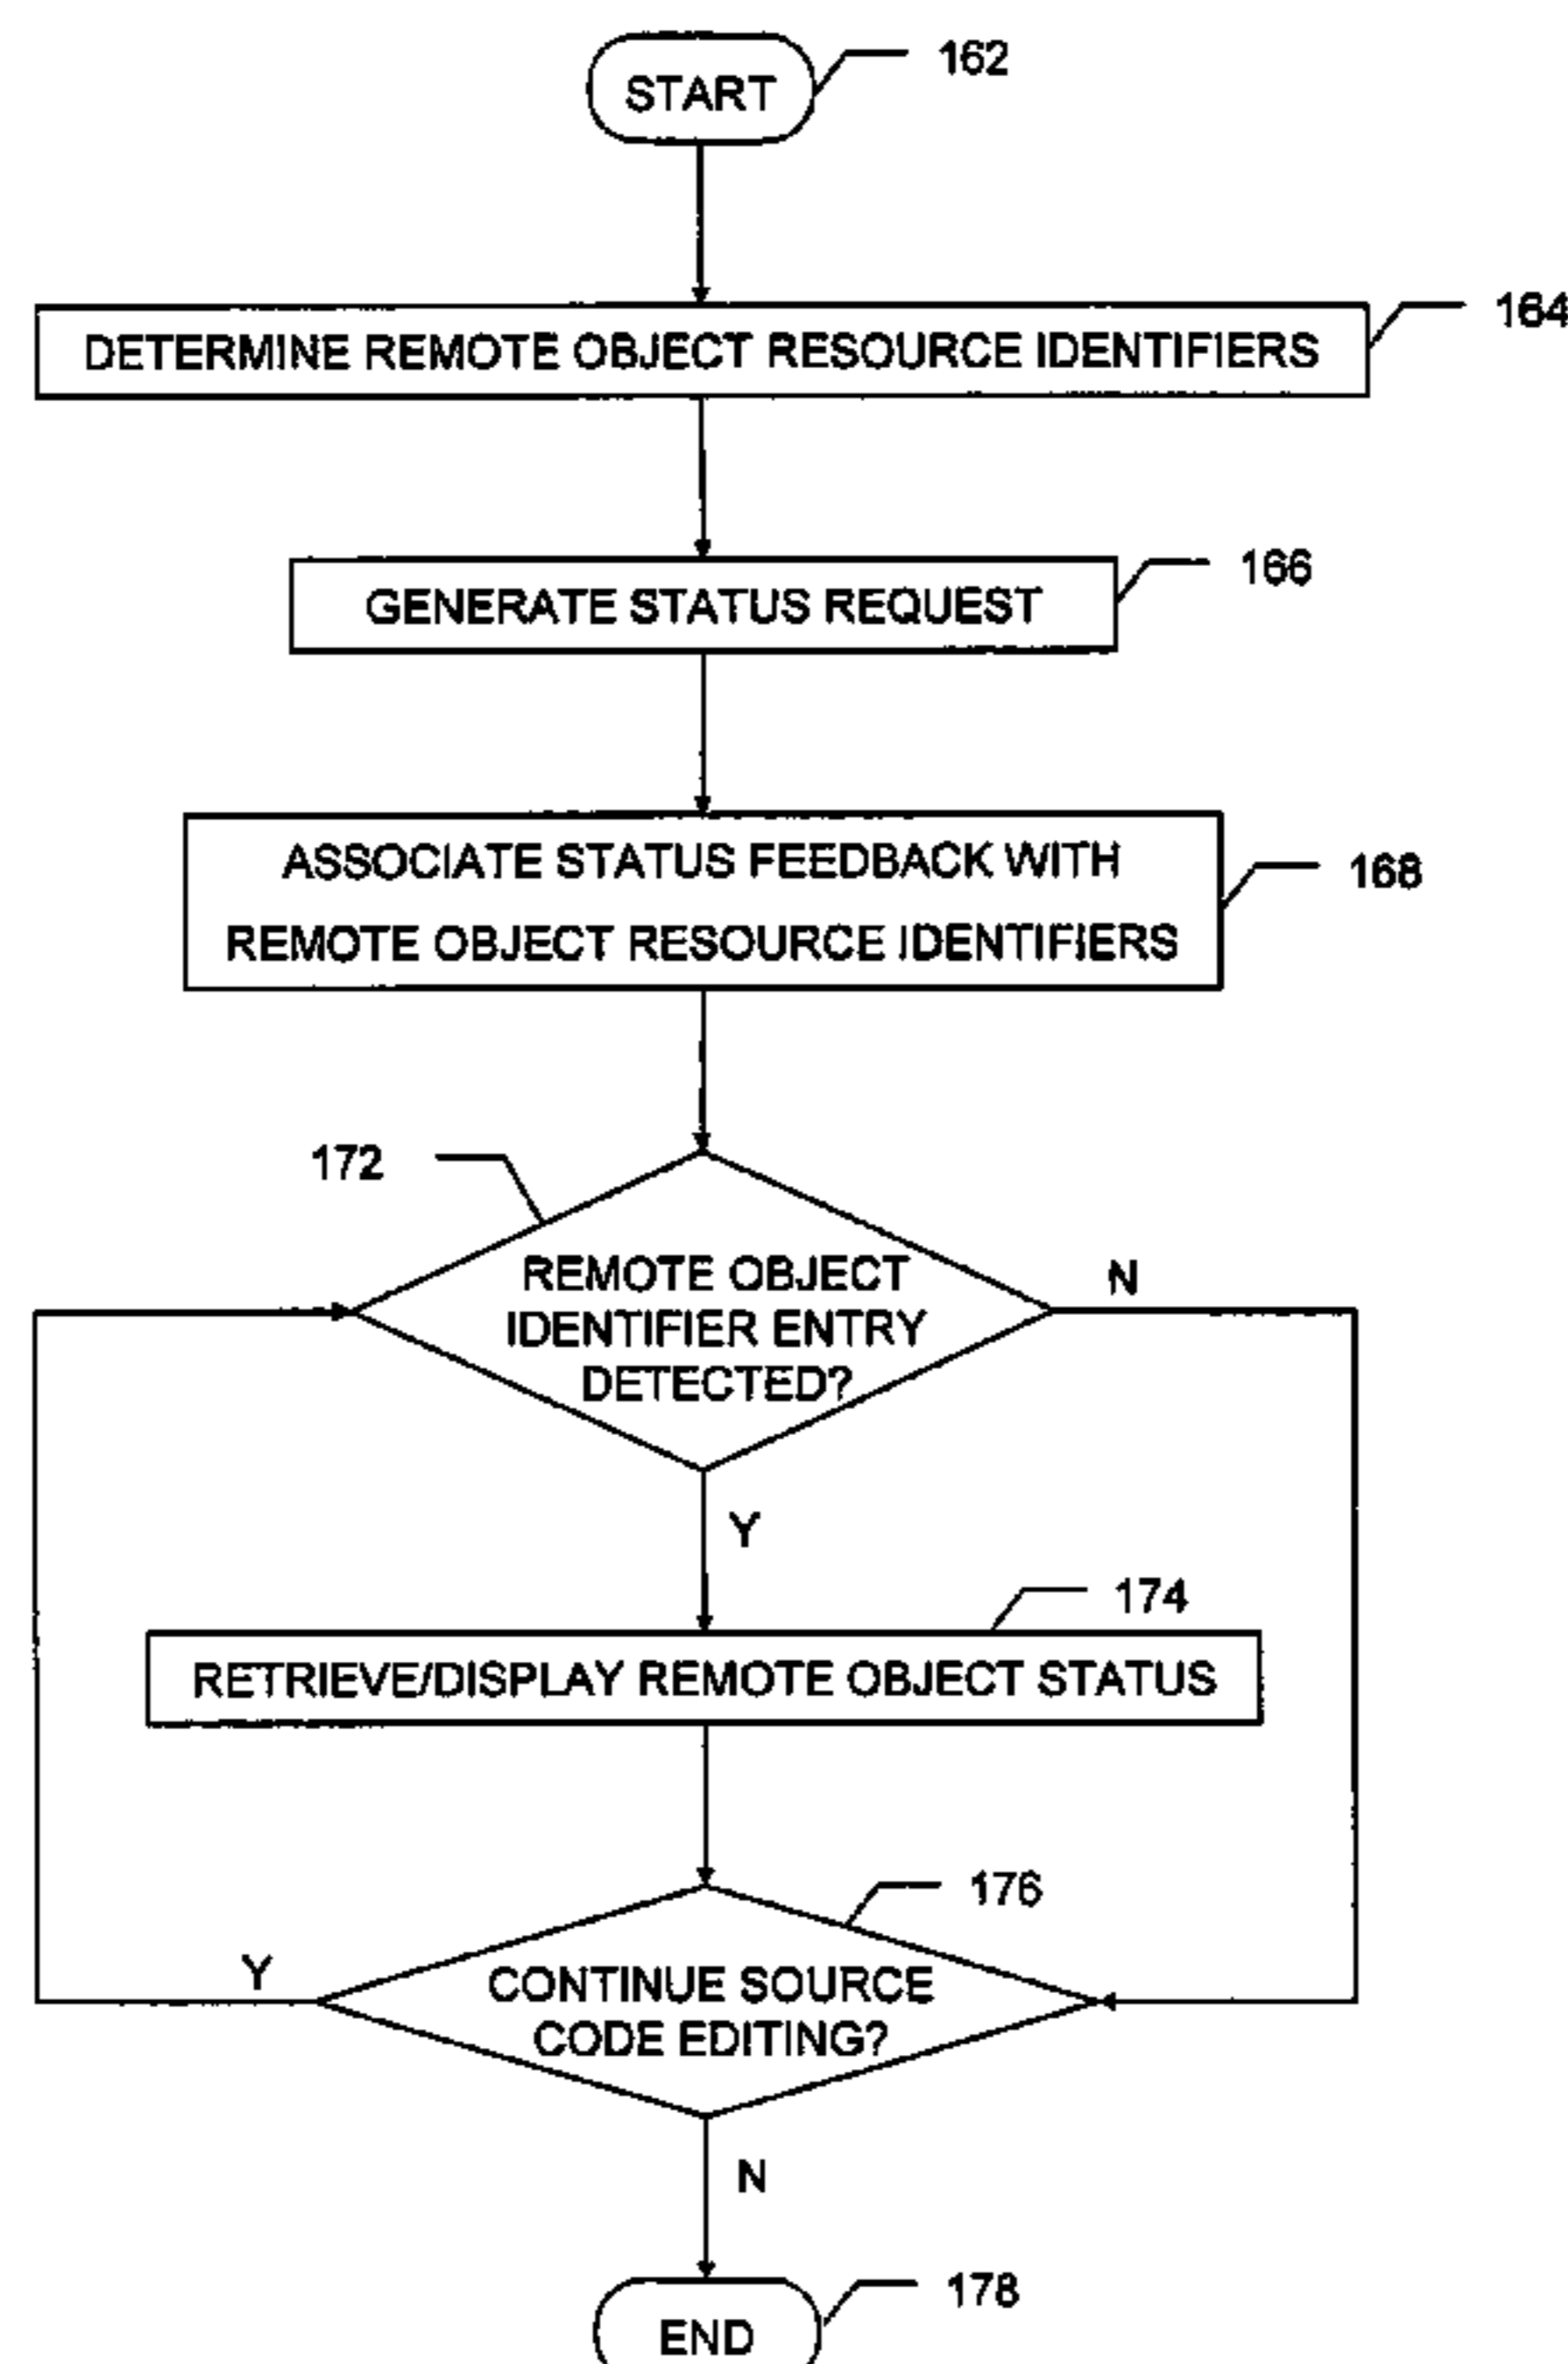 START
162
DETERMINE REMOTE OBJECT RESOURCE IDENTIFIERS
164
GENERATE STATUS REQUEST
166
ASSOCIATE STATUS FEEDBACK WITH
REMOTE OBJECT RESOURCE IDENTIFIERS
168
172
REMOTE OBJECT
IDENTIFIER ENTRY
DETECTED?
N
Y
174
RETRIEVE/DISPLAY REMOTE OBJECT STATUS
176
Y
CONTINUE SOURCE
CODE EDITING?
N
178
END